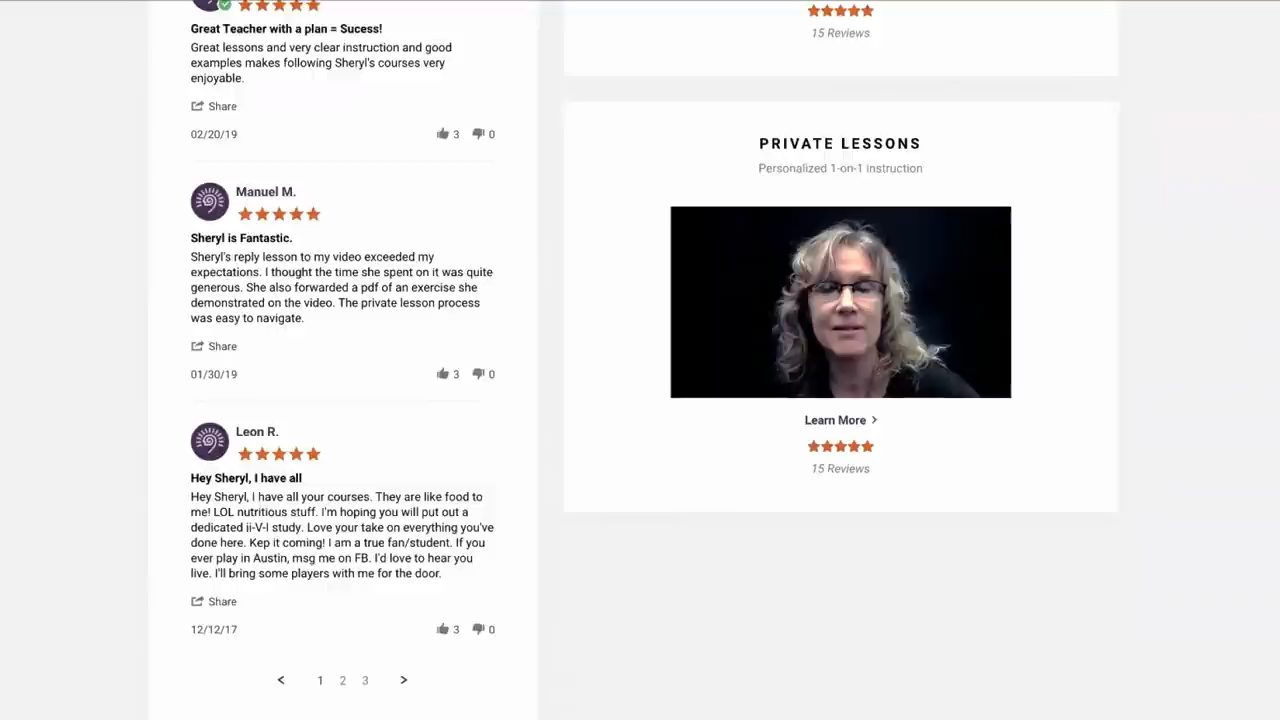 Great Teacher with a plan = Sucess!
Great lessons and very clear instruction and good
examples makes following Sheryl's courses very
enjoyable.
Share
02/20/19
3
0
Manuel M.
Sheryl is Fantastic.
Sheryl's reply lesson to my video exceeded my
expectations. I thought the time she spent on it was quite
generous. She also forwarded a pdf of an exercise she
demonstrated on the video. The private lesson process
was easy to navigate.
Share
01/30/19
3
0
Leon R.
Hey Sheryl, I have all
Hey Sheryl, I have all your courses. They are like food to
me! LOL nutritious stuff. I'm hoping you will put out a
dedicated ii-V-I study. Love your take on everything you've
done here. Kep it coming! I am a true fan/student. If you
ever play in Austin, msg me on FB. I'd love to hear you
live. I'll bring some players with me for the door.
Share
12/12/17
3
0
< 1 2 3 >
15 Reviews
PRIVATE LESSONS
Personalized 1-on-1 instruction
Learn More >
15 Reviews